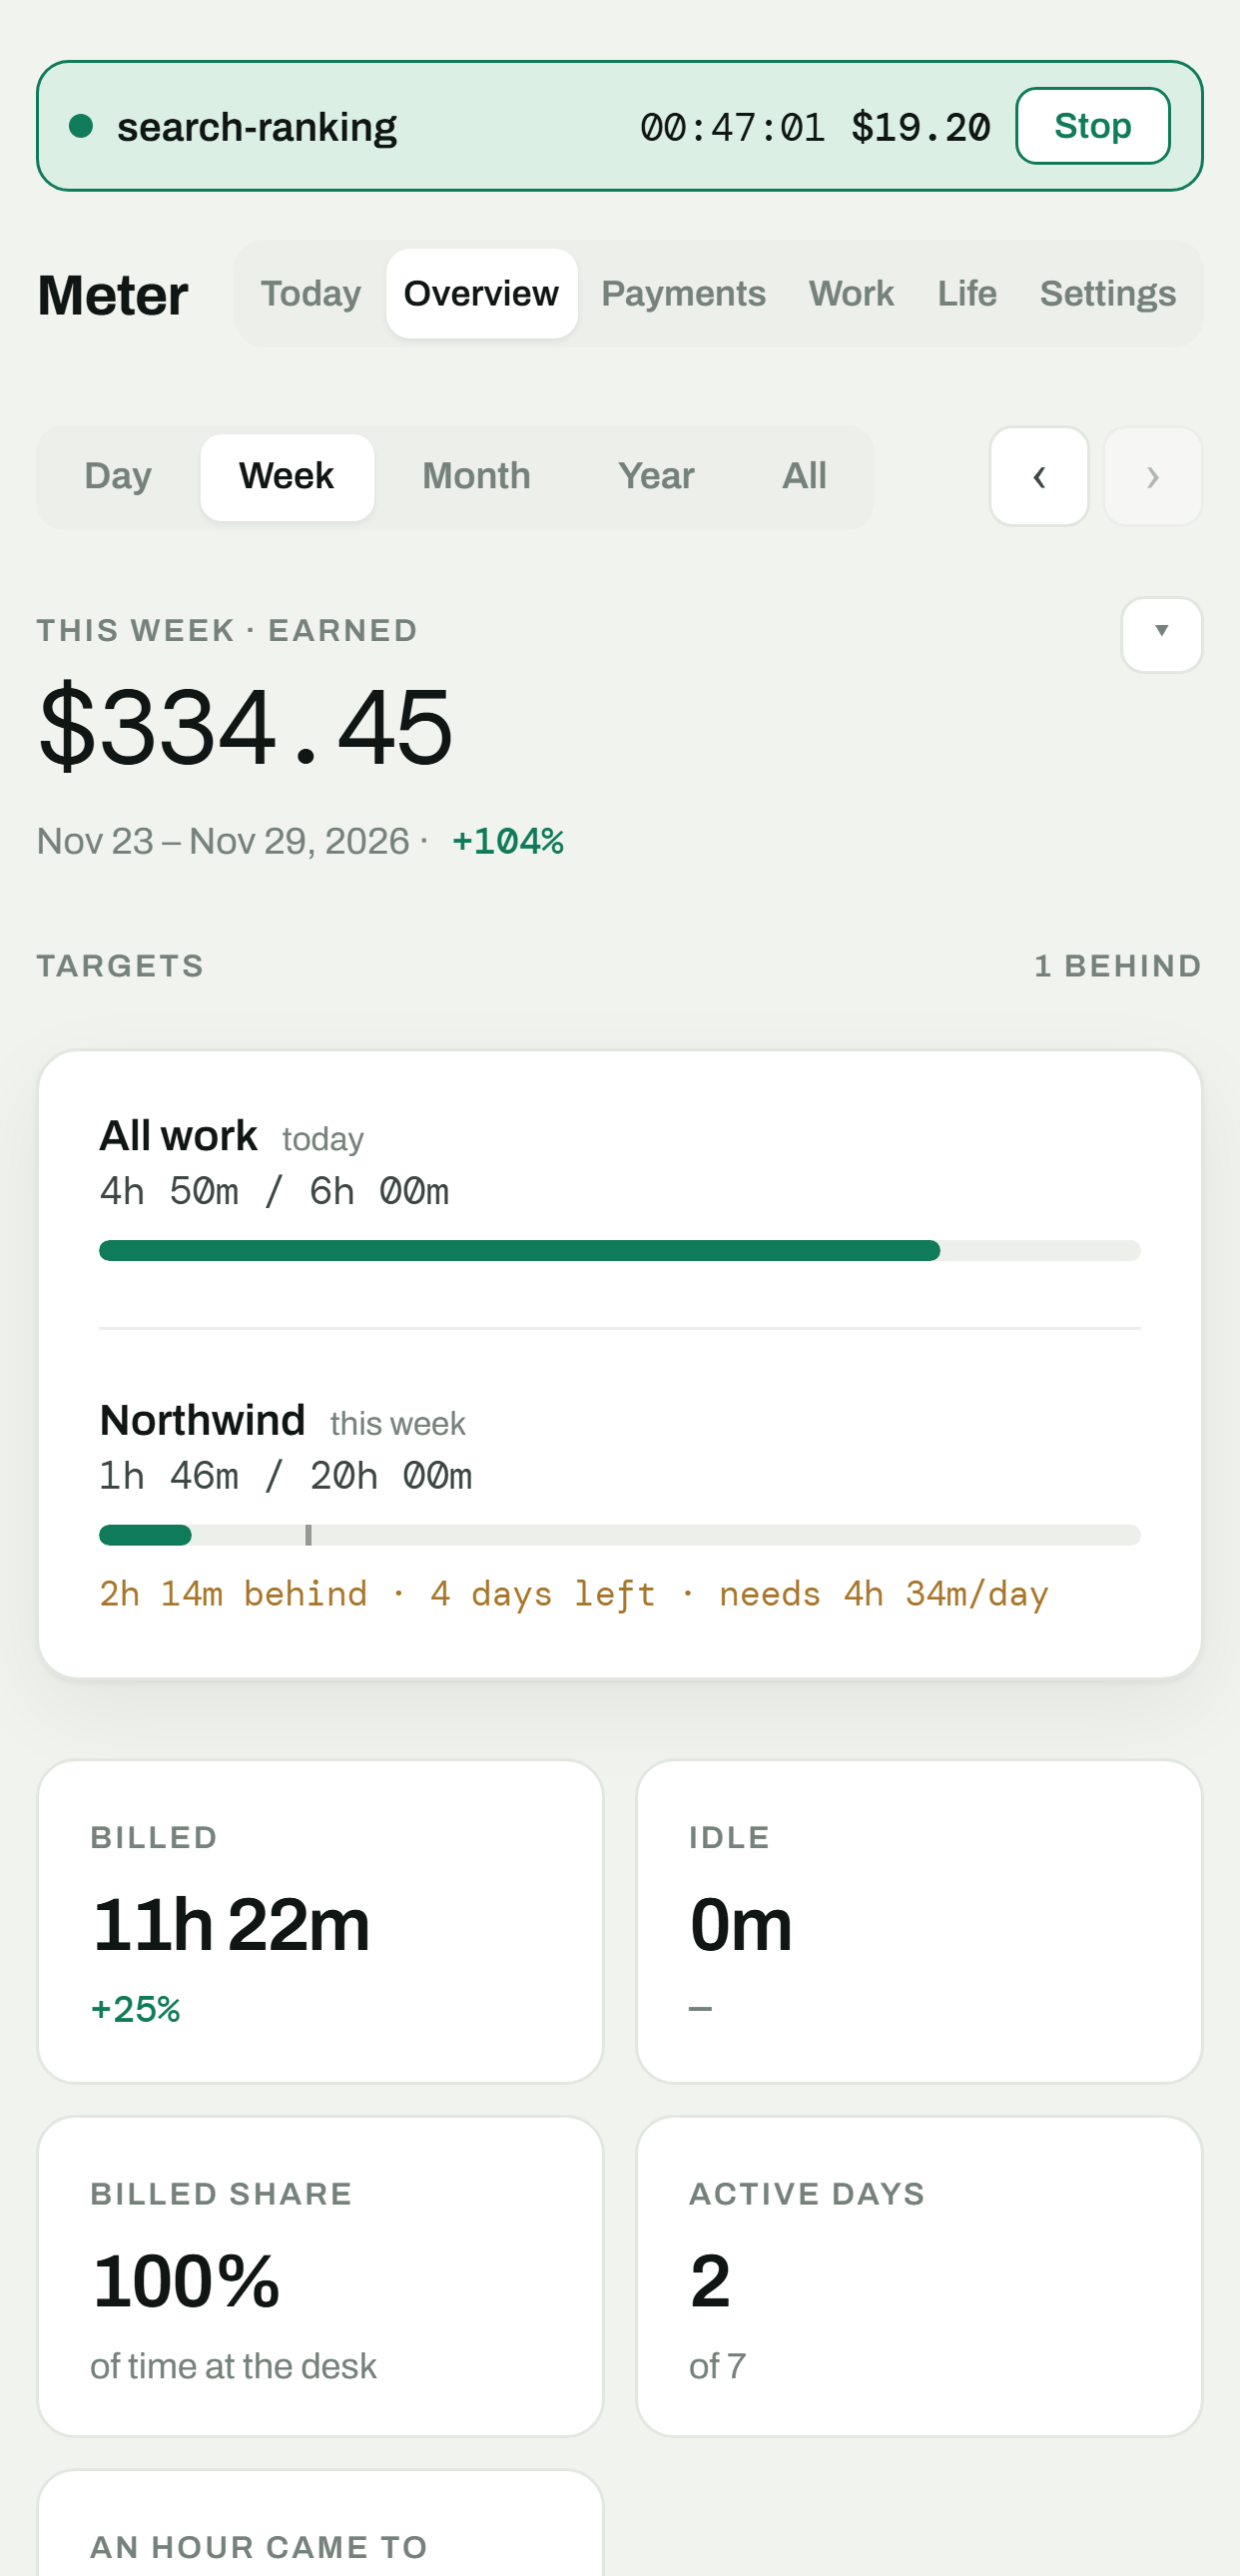 search-ranking 00:47:01 $19.20 Stop
Meter Today Overview Payments Work Life Settings
Day Week Month Year All ‹ ›
THIS WEEK · EARNED ▾
$334.45
Nov 23 – Nov 29, 2026 · +104%
TARGETS 1 BEHIND
All work today
4h 50m / 6h 00m
Northwind this week
1h 46m / 20h 00m
2h 14m behind · 4 days left · needs 4h 34m/day
BILLED IDLE
11h 22m 0m
+25% –
BILLED SHARE ACTIVE DAYS
100% 2
of time at the desk of 7
AN HOUR CAME TO